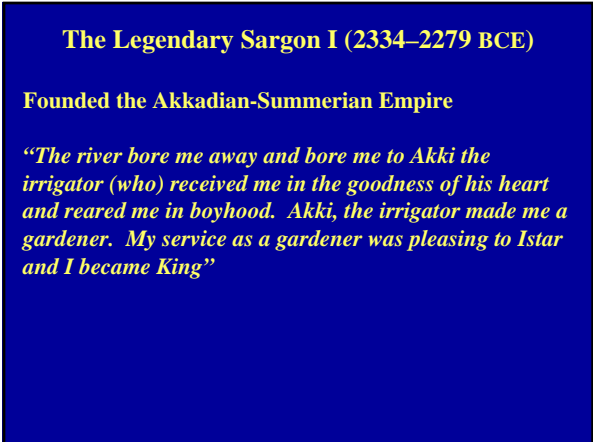 The Legendary Sargon I (2334–2279 BCE)
Founded the Akkadian-Summerian Empire
“The river bore me away and bore me to Akki the
irrigator (who) received me in the goodness of his heart
and reared me in boyhood.  Akki, the irrigator made me a
gardener.  My service as a gardener was pleasing to Istar
and I became King”